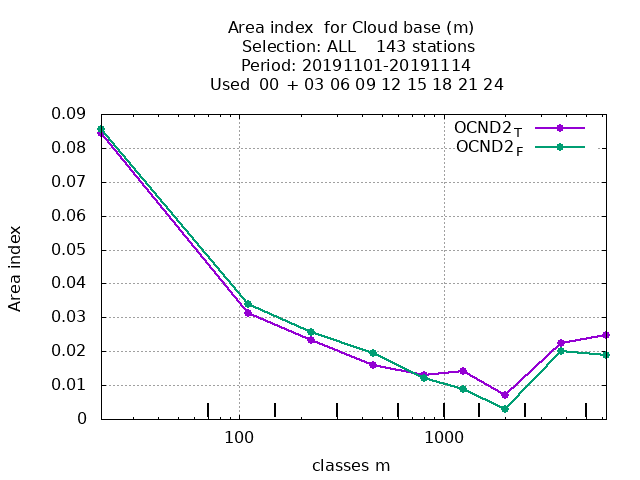 Area index  for Cloud base (m)
Selection: ALL    143 stations
Period: 20191101-20191114
Used  00 + 03 06 09 12 15 18 21 24
OCND2T
OCND2F
0.09
0.08
0.07
0.06
0.05
0.04
0.03
0.02
0.01
0
Area index
100
1000
classes m